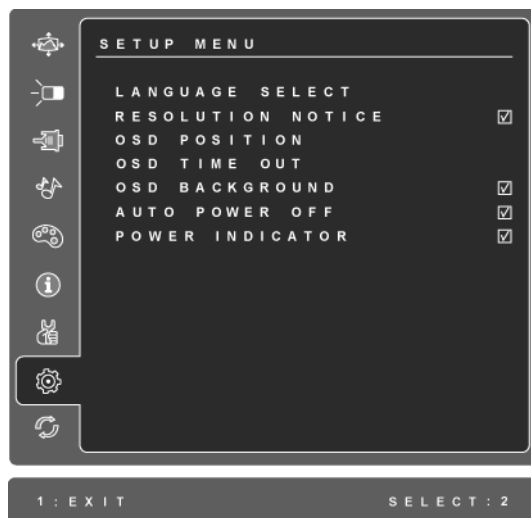 SETUP MENU
LANGUAGE SELECT
RESOLUTION NOTICE
OSD POSITION
OSD TIME OUT
OSD BACKGROUND
AUTO POWER OFF
POWER INDICATOR
1:EXIT SELECT:2